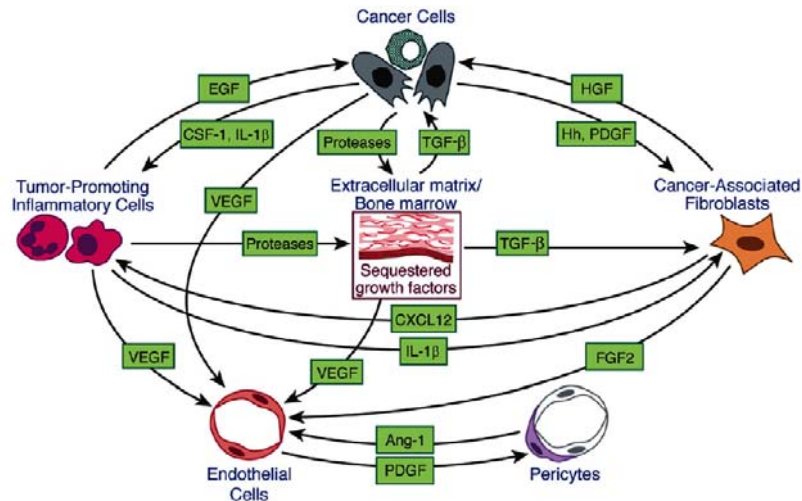 Cancer Cells
EGF
HGF
CSF-1, IL-1β
Proteases
TGF-β
Hh, PDGF
Tumor-Promoting
Inflammatory Cells
VEGF
Extracellular matrix/
Bone marrow
Cancer-Associated
Fibroblasts
Proteases
TGF-β
Sequestered
growth factors
CXCL12
IL-1β
VEGF
VEGF
FGF2
Ang-1
PDGF
Endothelial
Cells
Pericytes